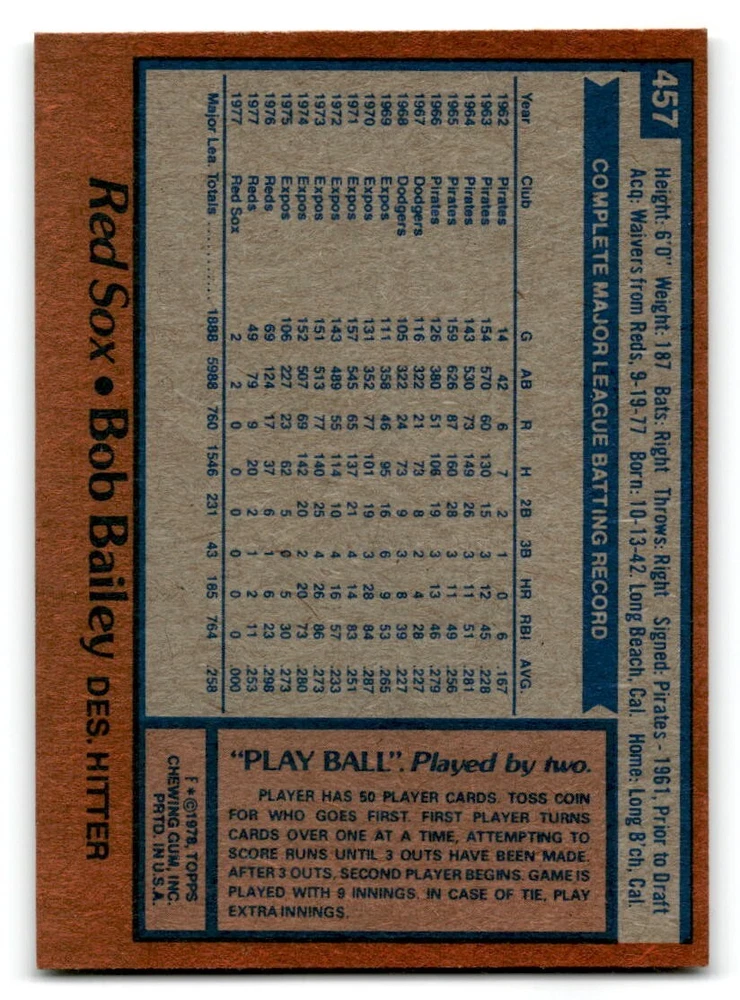 457
Height: 6'0" Weight: 187 Bats: Right Throws: Right Signed: Pirates - 1961, Prior to Draft
Acq: Waivers from Reds, 9-19-77 Born: 10-13-42, Long Beach, Cal. Home: Long B'ch, Cal.
COMPLETE MAJOR LEAGUE BATTING RECORD
Year Club G AB R H 2B 3B HR RBI AVG.
1962 Pirates 14 42 6 7 2 1 0 6 .167
1963 Pirates 154 570 60 130 15 3 12 45 .228
1964 Pirates 143 530 73 149 26 3 11 51 .281
1965 Pirates 159 626 87 160 28 3 11 49 .256
1966 Pirates 126 380 51 106 19 3 13 46 .279
1967 Dodgers 116 322 21 73 8 2 4 28 .227
1968 Dodgers 105 322 24 73 9 3 8 39 .227
1969 Expos 111 358 46 95 16 6 9 53 .265
1970 Expos 131 352 77 101 19 3 28 84 .287
1971 Expos 157 545 65 137 21 4 14 83 .251
1972 Expos 143 489 55 114 10 4 16 57 .233
1973 Expos 151 513 77 140 25 4 26 86 .273
1974 Expos 152 507 69 142 20 2 20 73 .280
1975 Expos 106 227 23 62 5 0 5 30 .273
1976 Reds 69 124 17 37 6 1 6 23 .298
1977 Reds 49 79 9 20 2 1 2 11 .253
1977 Red Sox 2 2 0 0 0 0 0 0 .000
Major Lea. Totals .......... 1888 5988 760 1546 231 43 185 764 .258
Red Sox • Bob Bailey DES. HITTER
"PLAY BALL". Played by two.
PLAYER HAS 50 PLAYER CARDS. TOSS COIN
FOR WHO GOES FIRST. FIRST PLAYER TURNS
CARDS OVER ONE AT A TIME, ATTEMPTING TO
SCORE RUNS UNTIL 3 OUTS HAVE BEEN MADE.
AFTER 3 OUTS, SECOND PLAYER BEGINS. GAME IS
PLAYED WITH 9 INNINGS. IN CASE OF TIE, PLAY
EXTRA INNINGS.
F * © 1978, TOPPS
CHEWING GUM, INC.
PRTD. IN U.S.A.